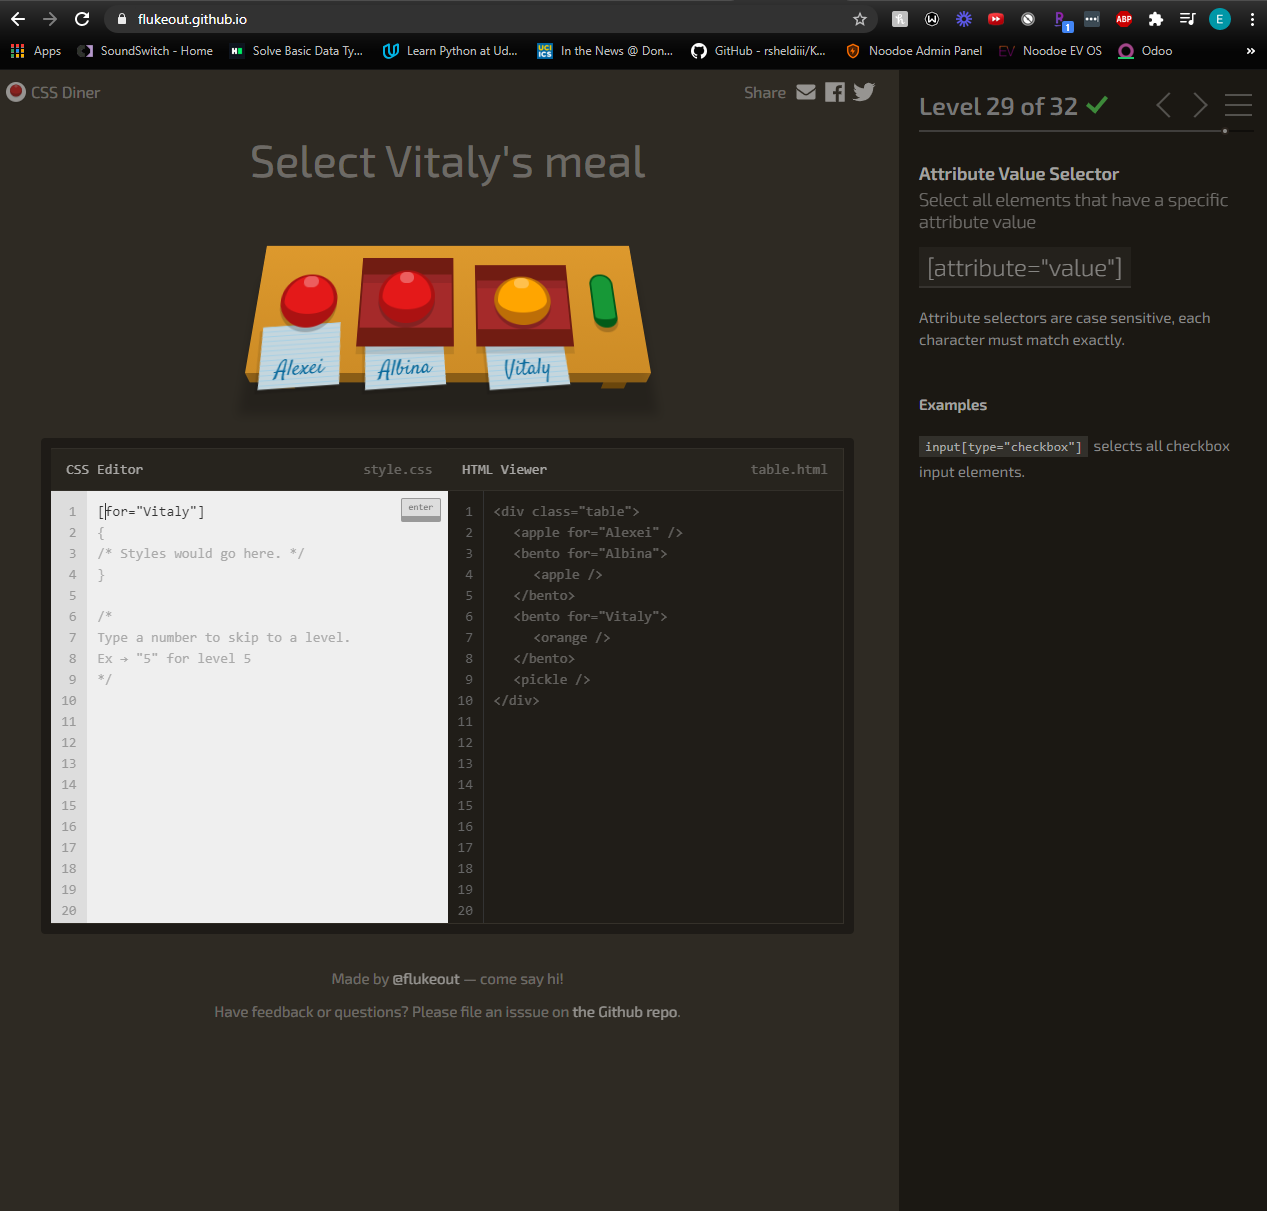 flukeout.github.io
Apps
SoundSwitch - Home
Solve Basic Data Ty...
Learn Python at Ud...
UCI ICS
In the News @ Don...
GitHub - rsheldiii/K...
Noodoe Admin Panel
EV
Noodoe EV OS
Odoo
»
1
ABP
E
CSS Diner
Share
Select Vitaly's meal
Alexei
Albina
Vitaly
CSS Editor
style.css
HTML Viewer
table.html
enter
1 [for="Vitaly"]
2 {
3 /* Styles would go here. */
4 }
5
6 /*
7 Type a number to skip to a level.
8 Ex → "5" for level 5
9 */
10
11
12
13
14
15
16
17
18
19
20
1 <div class="table">
2 <apple for="Alexei" />
3 <bento for="Albina">
4 <apple />
5 </bento>
6 <bento for="Vitaly">
7 <orange />
8 </bento>
9 <pickle />
10 </div>
11
12
13
14
15
16
17
18
19
20
Made by @flukeout — come say hi!
Have feedback or questions? Please file an isssue on the Github repo.
Level 29 of 32
Attribute Value Selector
Select all elements that have a specific
attribute value
[attribute="value"]
Attribute selectors are case sensitive, each
character must match exactly.
Examples
input[type="checkbox"] selects all checkbox
input elements.